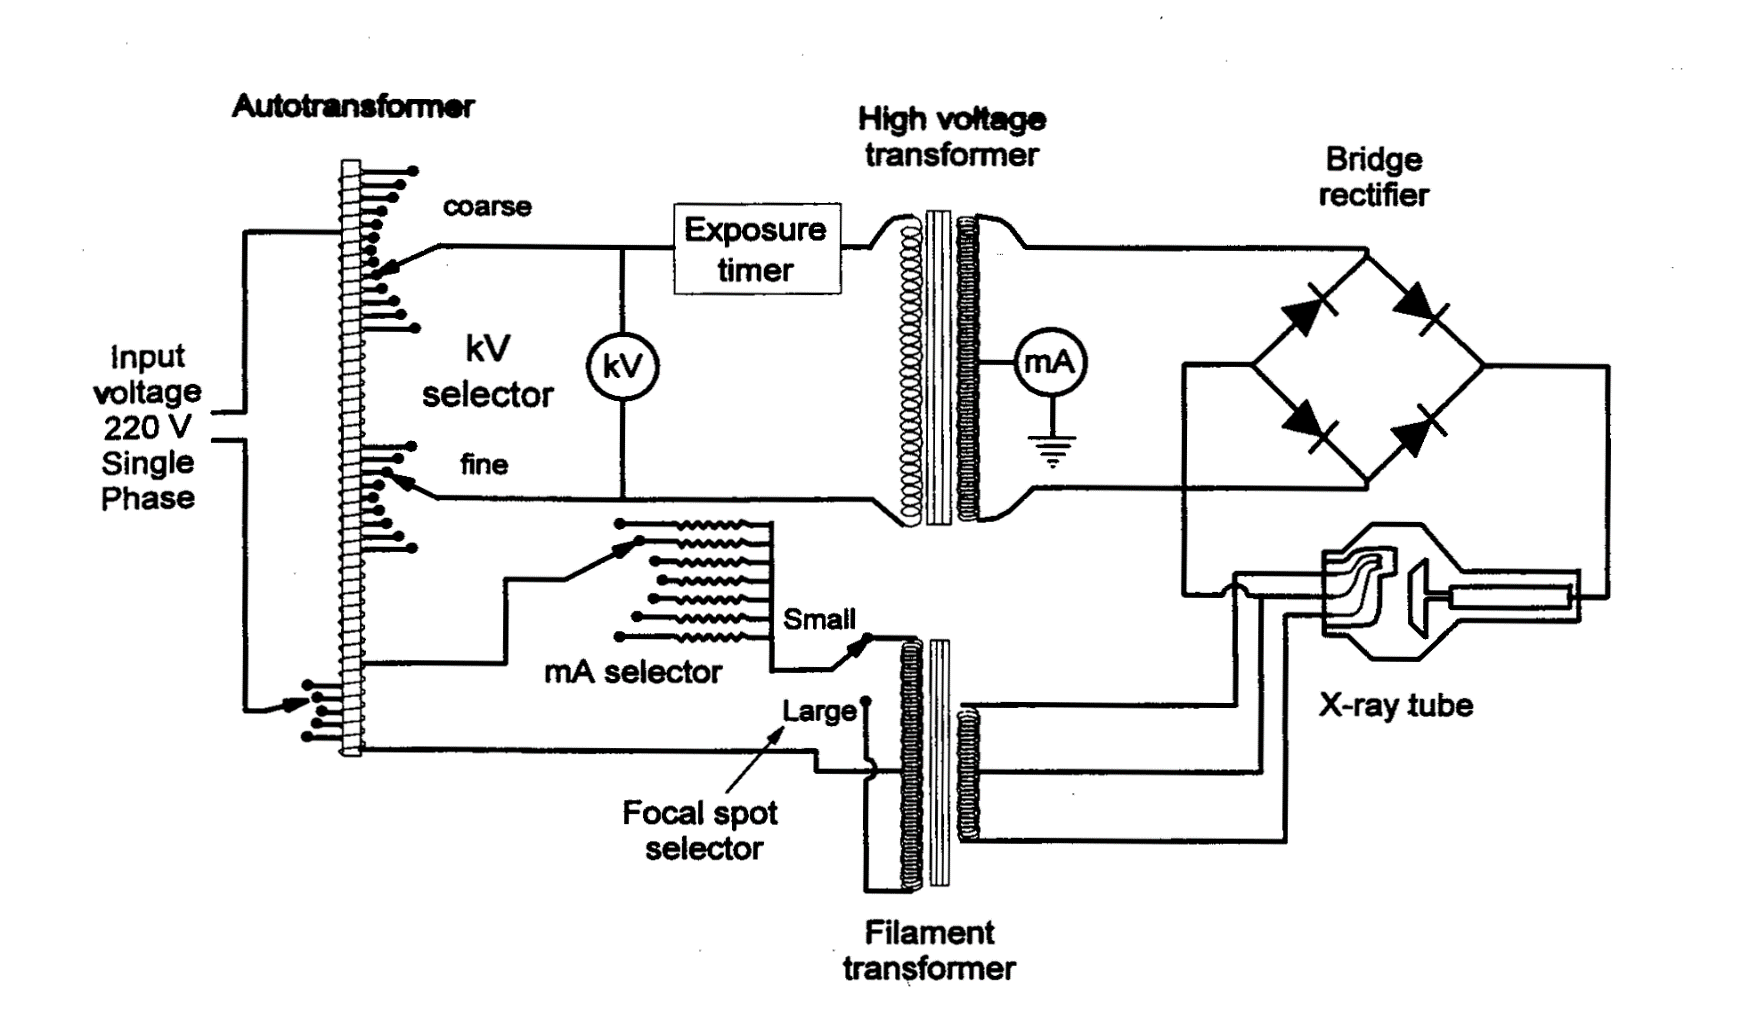 Autotransformer
High voltage
transformer
Bridge
rectifier
coarse
Exposure
timer
kV
selector
kV
mA
Input
voltage
220 V
Single
Phase
fine
Small
mA selector
Large
X-ray tube
Focal spot
selector
Filament
transformer